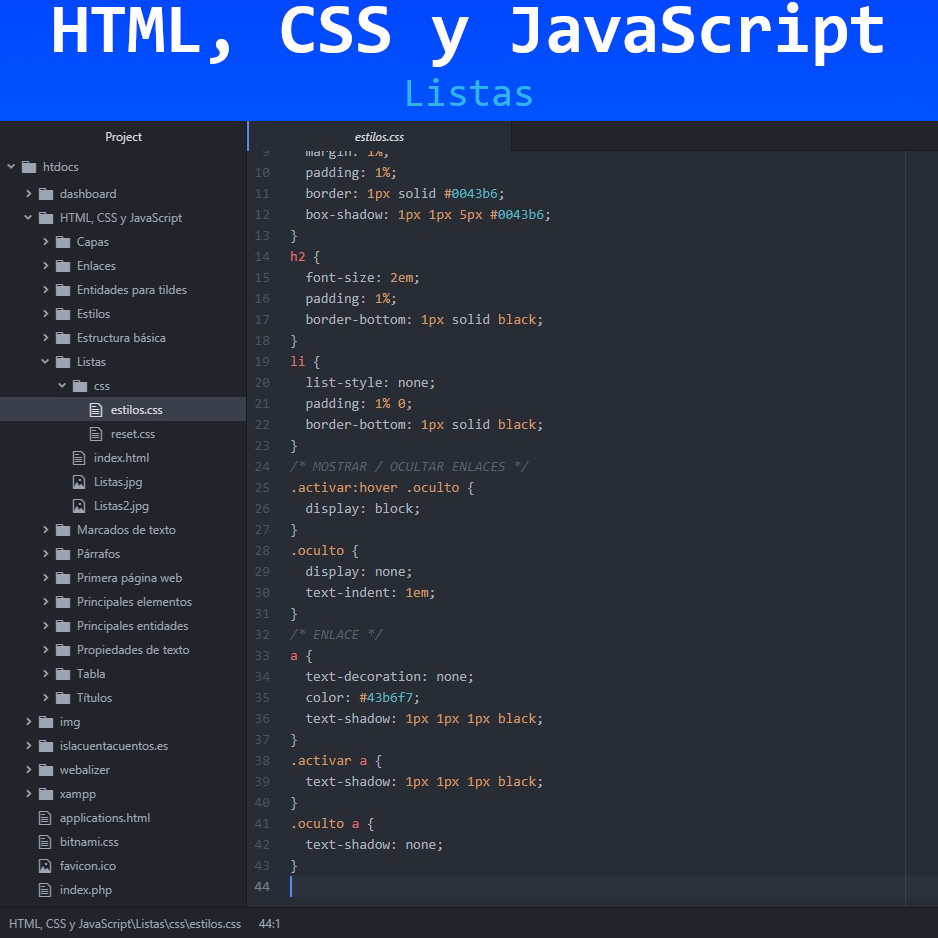 HTML, CSS y JavaScript
Listas
Project
htdocs
dashboard
HTML, CSS y JavaScript
Capas
Enlaces
Entidades para tildes
Estilos
Estructura básica
Listas
css
estilos.css
reset.css
index.html
Listas.jpg
Listas2.jpg
Marcados de texto
Párrafos
Primera página web
Principales elementos
Principales entidades
Propiedades de texto
Tabla
Títulos
img
islacuentacuentos.es
webalizer
xampp
applications.html
bitnami.css
favicon.ico
index.php
estilos.css
9 margin: 1%;
10 padding: 1%;
11 border: 1px solid #0043b6;
12 box-shadow: 1px 1px 5px #0043b6;
13 }
14 h2 {
15 font-size: 2em;
16 padding: 1%;
17 border-bottom: 1px solid black;
18 }
19 li {
20 list-style: none;
21 padding: 1% 0;
22 border-bottom: 1px solid black;
23 }
24 /* MOSTRAR / OCULTAR ENLACES */
25 .activar:hover .oculto {
26 display: block;
27 }
28 .oculto {
29 display: none;
30 text-indent: 1em;
31 }
32 /* ENLACE */
33 a {
34 text-decoration: none;
35 color: #43b6f7;
36 text-shadow: 1px 1px 1px black;
37 }
38 .activar a {
39 text-shadow: 1px 1px 1px black;
40 }
41 .oculto a {
42 text-shadow: none;
43 }
44
HTML, CSS y JavaScript\Listas\css\estilos.css 44:1